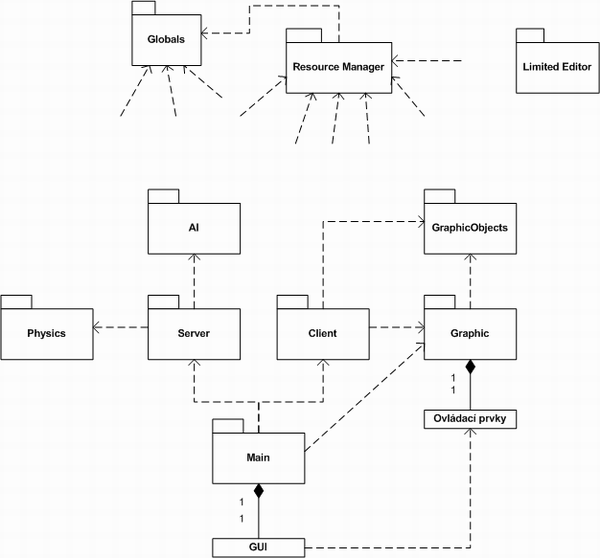 Globals
Resource Manager
Limited Editor
AI
GraphicObjects
Physics
Server
Client
Graphic
1
1
Ovládací prvky
Main
1
1
GUI